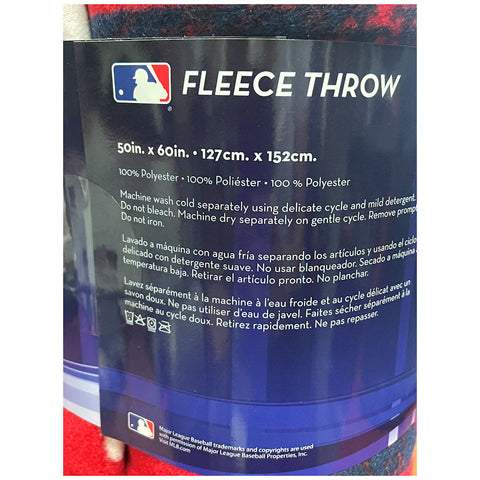 FLEECE THROW
50in. x 60in. • 127cm. x 152cm.
100% Polyester • 100% Poliéster • 100 % Polyester
Machine wash cold separately using delicate cycle and mild detergent.
Do not bleach. Machine dry separately on gentle cycle. Remove
Do not iron.
Lavado a máquina con agua fría separando los artículos y usando el ciclo
delicado con detergente suave. No usar blanqueador. Secado a máquina
temperatura baja. Retirar el artículo pronto. No planchar.
Lavez séparément à la machine à l'eau froide et au cycle délicat avec un
savon doux. Ne pas utiliser d'eau de javel. Faites sécher séparément à la
machine au cycle doux. Retirez rapidement. Ne pas repasser.
Major League Baseball trademarks and copyrights are used
with permission of Major League Baseball Properties, Inc.
Visit MLB.com